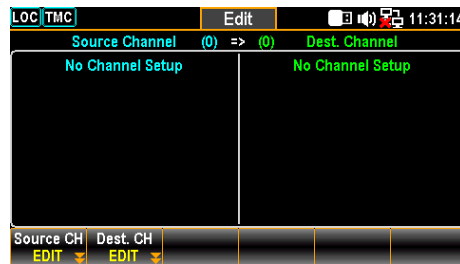 LOC TMC Edit 11:31:14
Source Channel (0) => (0) Dest. Channel
No Channel Setup No Channel Setup
Source CH Dest. CH
EDIT EDIT